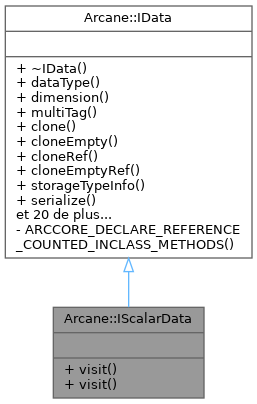 Arcane::IData
+ ~IData()
+ dataType()
+ dimension()
+ multiTag()
+ clone()
+ cloneEmpty()
+ cloneRef()
+ cloneEmptyRef()
+ storageTypeInfo()
+ serialize()
et 20 de plus...
- ARCCORE_DECLARE_REFERENCE
_COUNTED_INCLASS_METHODS()
Arcane::IScalarData
+ visit()
+ visit()